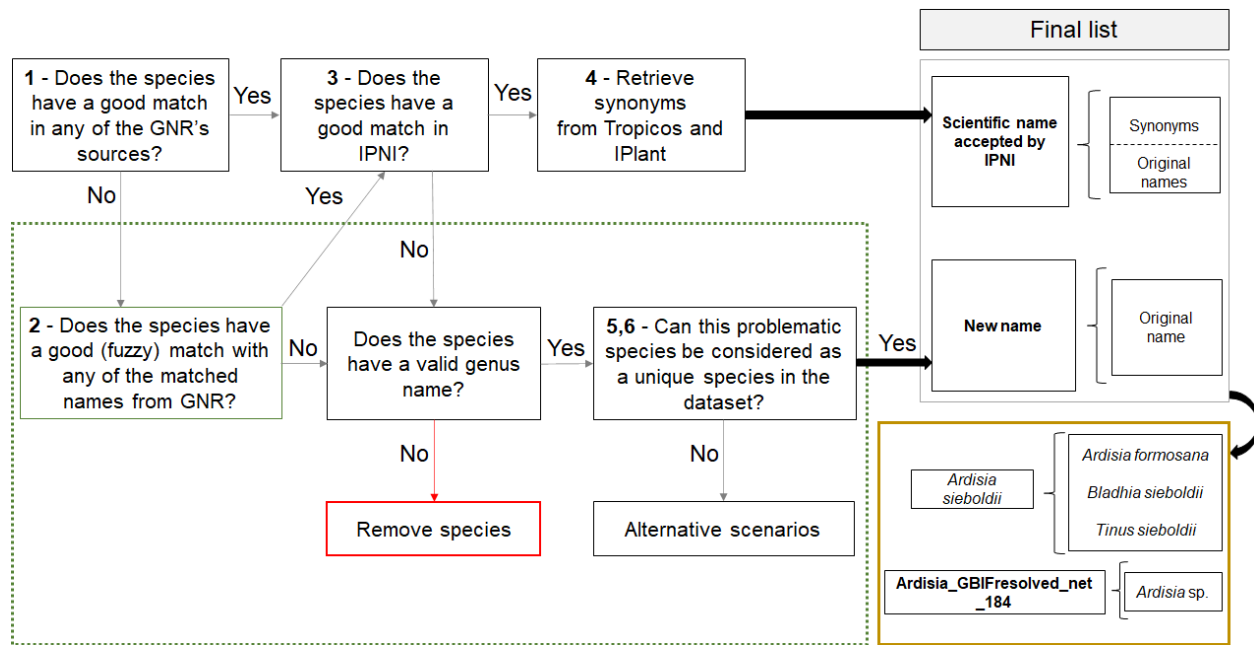 Final list
1 - Does the species
have a good match
in any of the GNR's
sources?
Yes
3 - Does the
species have a
good match in
IPNI?
Yes
4 - Retrieve
synonyms
from Tropicos and
IPlant
Scientific name
accepted by
IPNI
Synonyms
Original
names
No
Yes
No
2 - Does the species have
a good (fuzzy) match with
any of the matched
names from GNR?
No
Does the species
have a valid genus
name?
Yes
5,6 - Can this problematic
species be considered as
a unique species in the
dataset?
Yes
New name
Original
name
No
No
Remove species
Alternative scenarios
Ardisia
sieboldii
Ardisia formosana
Bladhia sieboldii
Tinus sieboldii
Ardisia_GBIFresolved_net
_184
Ardisia sp.